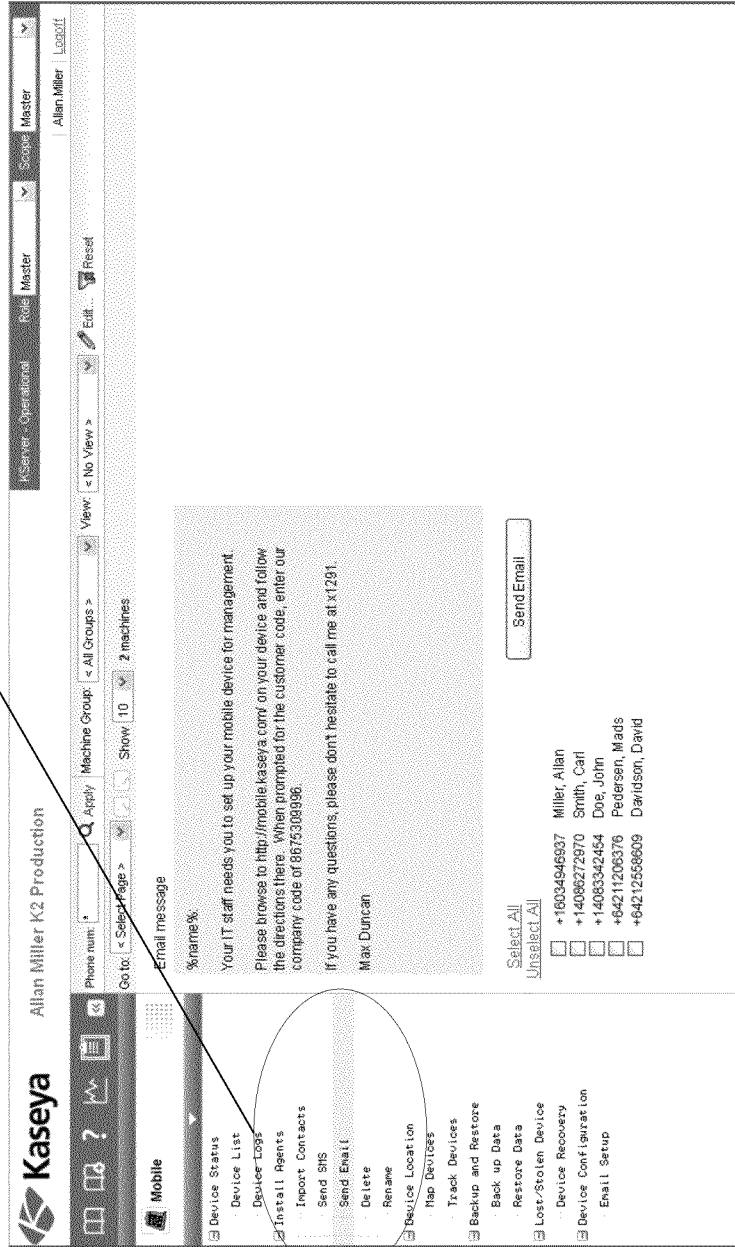 Kaseya
Allan Miller K2 Production
KServer - Operational Role Master Scope Master
Allan.Miller Logoff
Phone num: * Apply Machine Group: < All Groups > View: < No View > Edit... Reset
Go to: < Select Page > Show 10 2 machines
Mobile
Device Status
Device List
Device Logs
Install Agents
Import Contacts
Send SMS
Send Email
Delete
Rename
Device Location
Map Devices
Track Devices
Backup and Restore
Back up Data
Restore Data
Lost/Stolen Device
Device Recovery
Device Configuration
Email Setup
Email message
%name%:
Your IT staff needs you to set up your mobile device for management.
Please browse to http://mobile.kaseya.com/ on your device and follow
the directions there. When prompted for the customer code, enter our
company code of 8675309996.
If you have any questions, please don't hesitate to call me at x1291.
Max Duncan
Select All
Unselect All
Send Email
+16034946937 Miller, Allan
+14086272970 Smith, Carl
+14083342454 Doe, John
+64211206376 Pedersen, Mads
+64212558609 Davidson, David